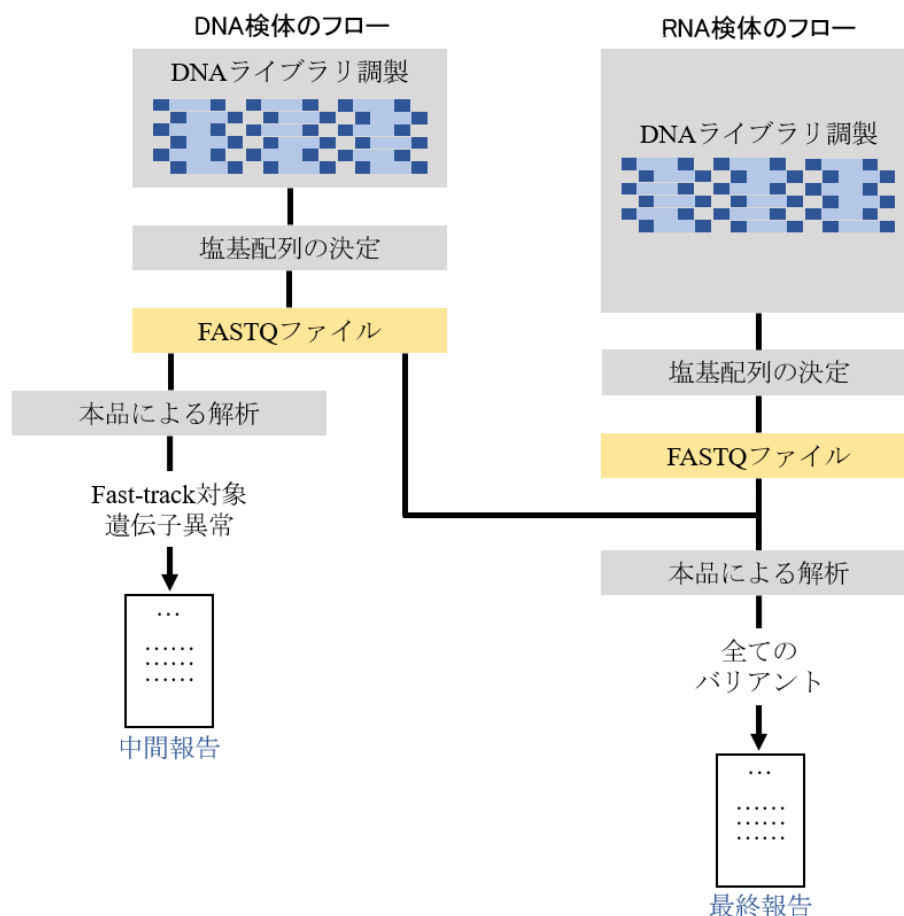 DNA検体のフロー
DNAライブラリ調製
塩基配列の決定
FASTQファイル
本品による解析
Fast-track対象
遺伝子異常
…
……
……
……
中間報告
RNA検体のフロー
DNAライブラリ調製
塩基配列の決定
FASTQファイル
本品による解析
全ての
バリアント
…
……
……
……
最終報告